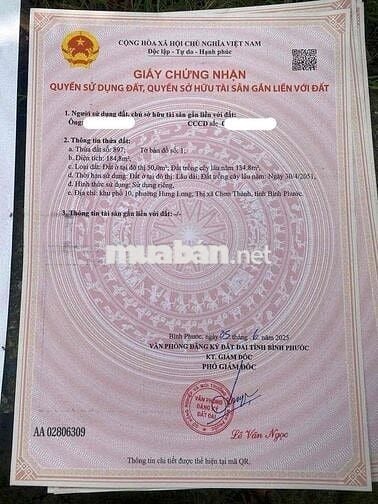 CỘNG HÒA XÃ HỘI CHỦ NGHĨA VIỆT NAM
Độc lập - Tự do - Hạnh phúc
GIẤY CHỨNG NHẬN
QUYỀN SỬ DỤNG ĐẤT, QUYỀN SỞ HỮU TÀI SẢN GẮN LIỀN VỚI ĐẤT
1. Người sử dụng đất, chủ sở hữu tài sản gắn liền với đất:
Ông: CCCD số:
2. Thông tin thửa đất:
a. Thửa đất số: 897; Tờ bản đồ số: 1;
b. Diện tích: 184,8m²;
c. Loại đất: Đất ở tại đô thị 50,0m²; Đất trồng cây lâu năm 134,8m²;
d. Thời hạn sử dụng: Đất ở tại đô thị: Lâu dài; Đất trồng cây lâu năm: Ngày 30/4/2051,
đ. Hình thức sử dụng: Sử dụng riêng,
e. Địa chỉ: khu phố 10, phường Hưng Long, Thị xã Chơn Thành, tỉnh Bình Phước.
3. Thông tin tài sản gắn liền với đất: -/-
muaban.net
Bình Phước, ngày 05 tháng 6 năm 2025
VĂN PHÒNG ĐĂNG KÝ ĐẤT ĐAI TỈNH BÌNH PHƯỚC
KT. GIÁM ĐỐC
PHÓ GIÁM ĐỐC
VĂN PHÒNG
ĐĂNG KÝ
ĐẤT ĐAI
Lê Văn Ngọc
AA 02806309
Thông tin chi tiết được thể hiện tại mã QR.